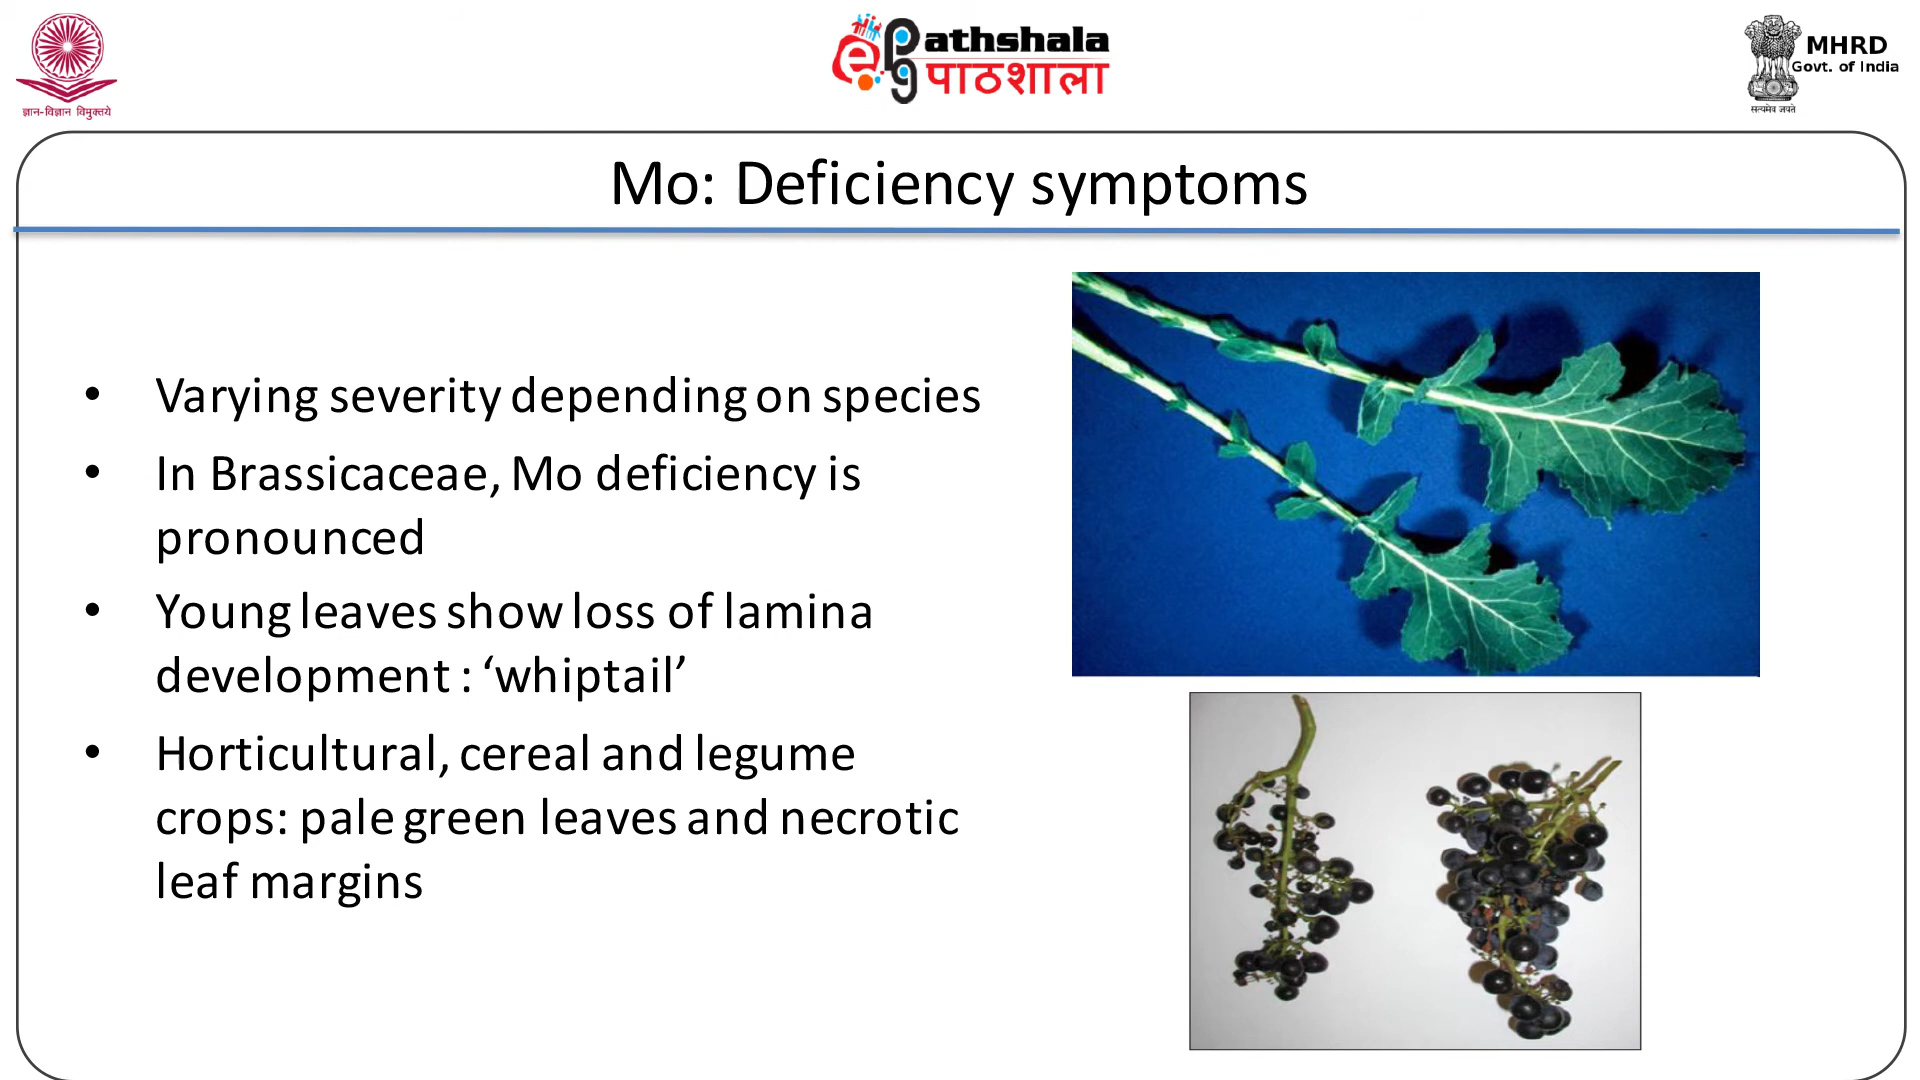 ज्ञान-विज्ञान विमुक्तये
ePg Pathshala
पाठशाला
MHRD
Govt. of India
सत्यमेव जयते
Mo: Deficiency symptoms
• Varying severity depending on species
• In Brassicaceae, Mo deficiency is
pronounced
• Young leaves show loss of lamina
development : ‘whiptail’
• Horticultural, cereal and legume
crops: pale green leaves and necrotic
leaf margins